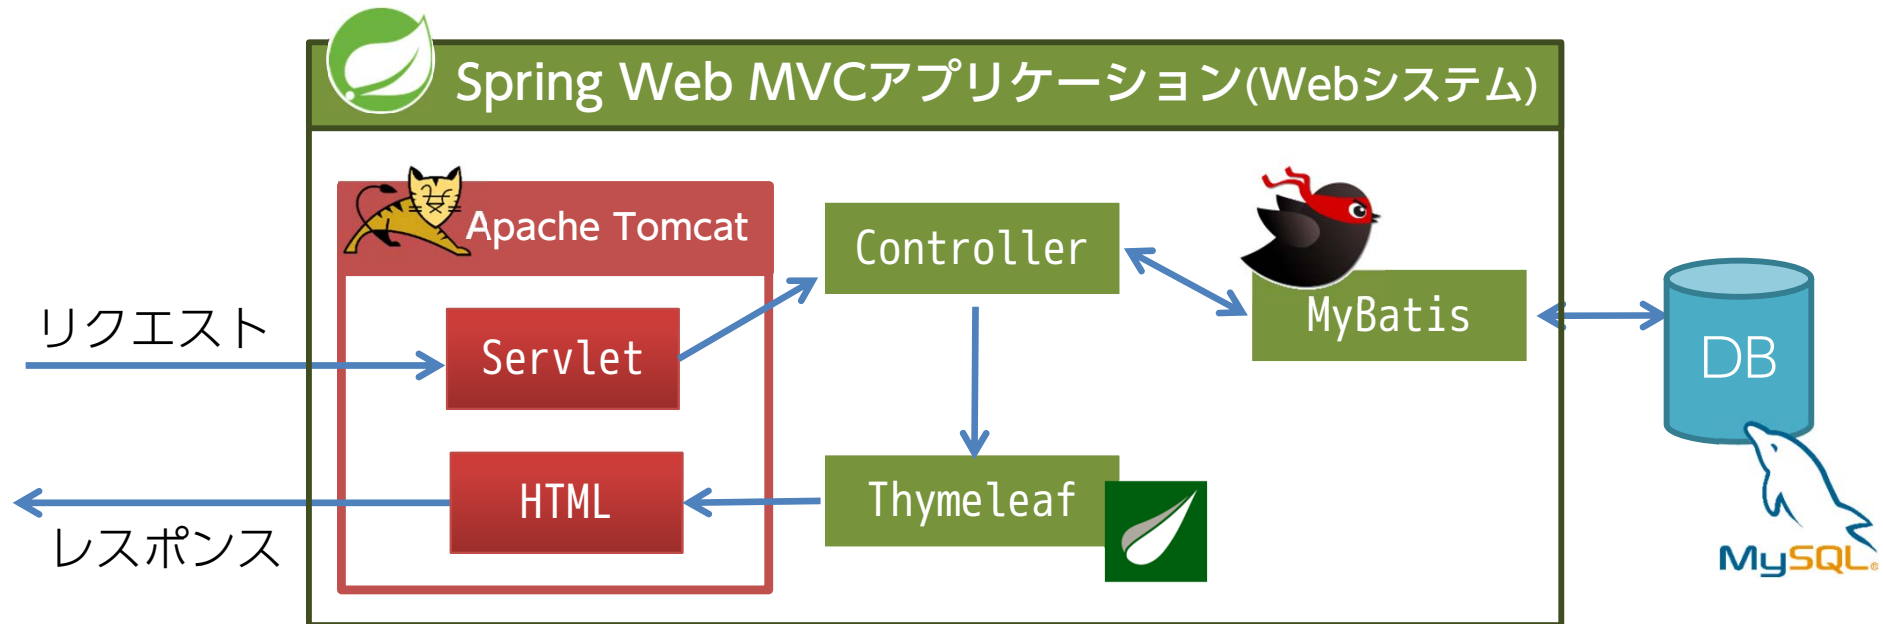 Spring Web MVCアプリケーション(Webシステム)
Apache Tomcat
Controller
MyBatis
リクエスト
Servlet
DB
HTML
Thymeleaf
レスポンス
MySQL®